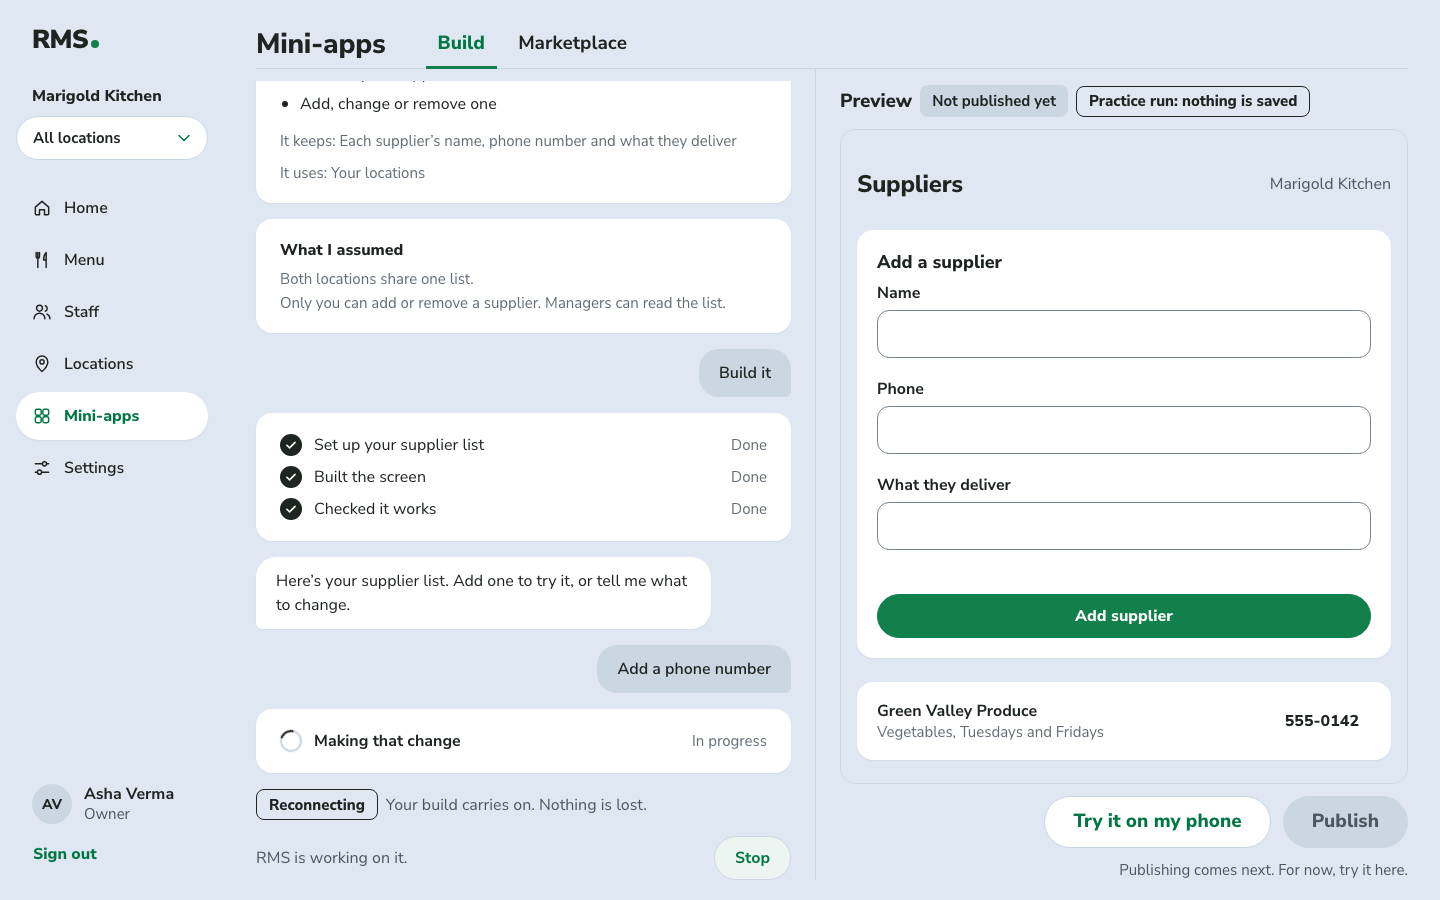 RMS.
Marigold Kitchen
All locations
Home
Menu
Staff
Locations
Mini-apps
Settings
AV
Asha Verma
Owner
Sign out
Mini-apps
Build
Marketplace
Add, change or remove one
It keeps: Each supplier’s name, phone number and what they deliver
It uses: Your locations
What I assumed
Both locations share one list.
Only you can add or remove a supplier. Managers can read the list.
Build it
Set up your supplier list
Done
Built the screen
Done
Checked it works
Done
Here’s your supplier list. Add one to try it, or tell me what
to change.
Add a phone number
Making that change
In progress
Reconnecting
Your build carries on. Nothing is lost.
RMS is working on it.
Stop
Preview
Not published yet
Practice run: nothing is saved
Suppliers
Marigold Kitchen
Add a supplier
Name
Phone
What they deliver
Add supplier
Green Valley Produce
Vegetables, Tuesdays and Fridays
555-0142
Try it on my phone
Publish
Publishing comes next. For now, try it here.